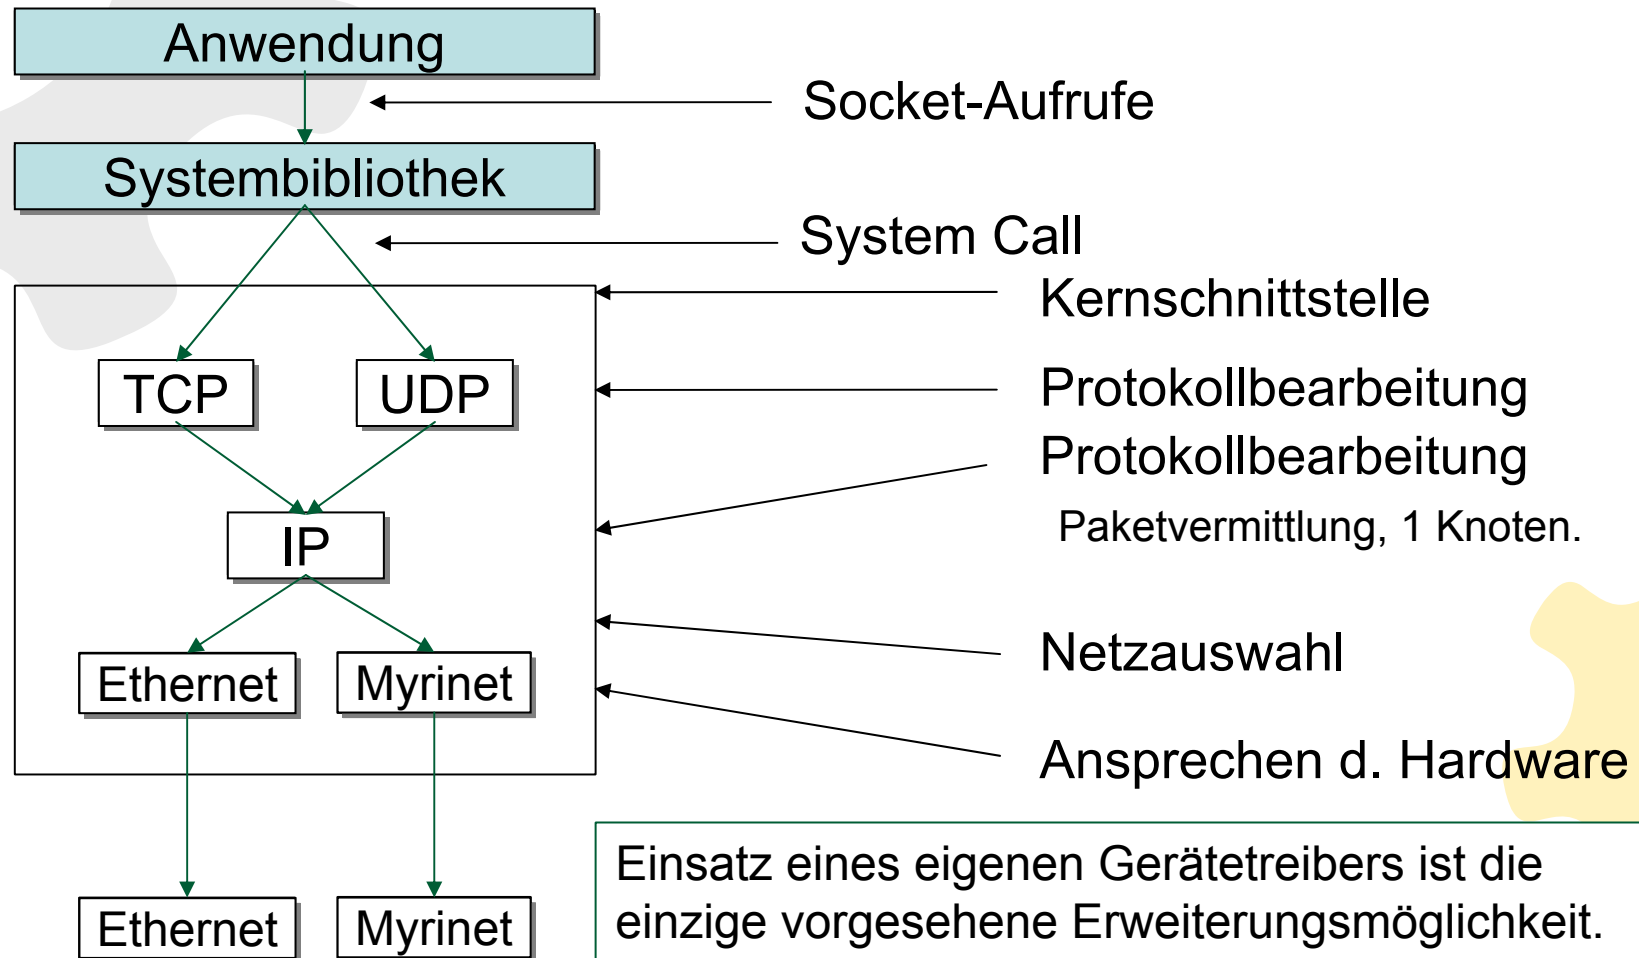 Anwendung
Socket-Aufrufe
Systembibliothek
System Call
Kernschnittstelle
TCP
UDP
Protokollbearbeitung
Protokollbearbeitung
Paketvermittlung, 1 Knoten.
IP
Netzauswahl
Ethernet
Myrinet
Ansprechen d. Hardware
Einsatz eines eigenen Gerätetreibers ist die
einzige vorgesehene Erweiterungsmöglichkeit.
Ethernet
Myrinet